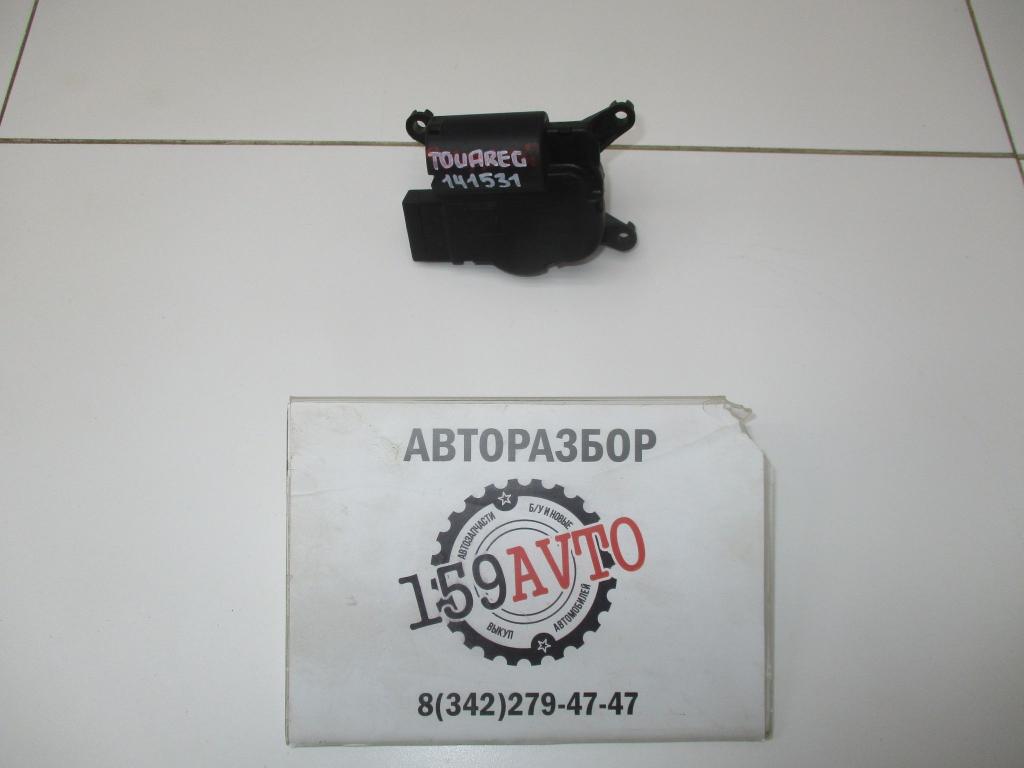 TOUAREG
141531
АВТОРАЗБОР
АВТОЗАПЧАСТИ
Б/У И НОВЫЕ
159AVTO
ВЫКУП
АВТОМОБИЛЕЙ
8(342)279-47-47